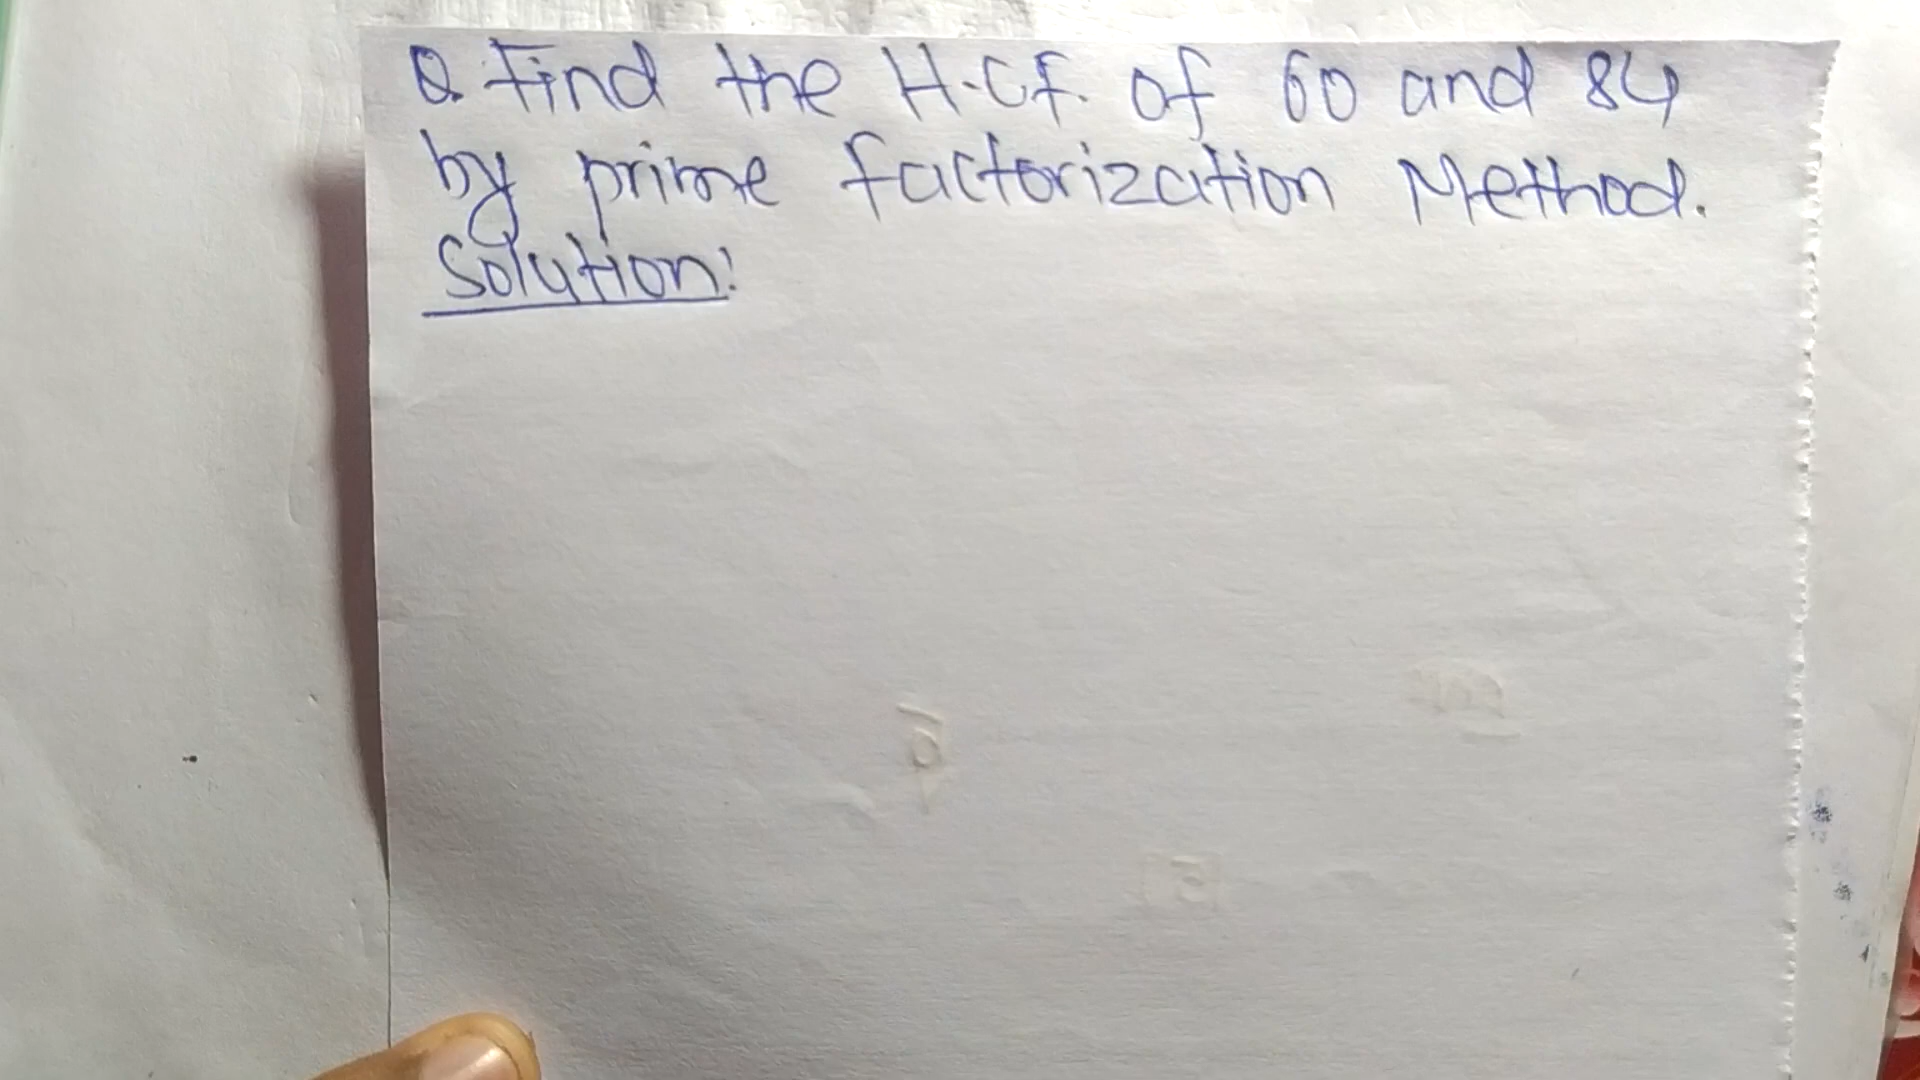 Q. Find the H.C.F. of 60 and 84
by prime factorization Method.
Solution: